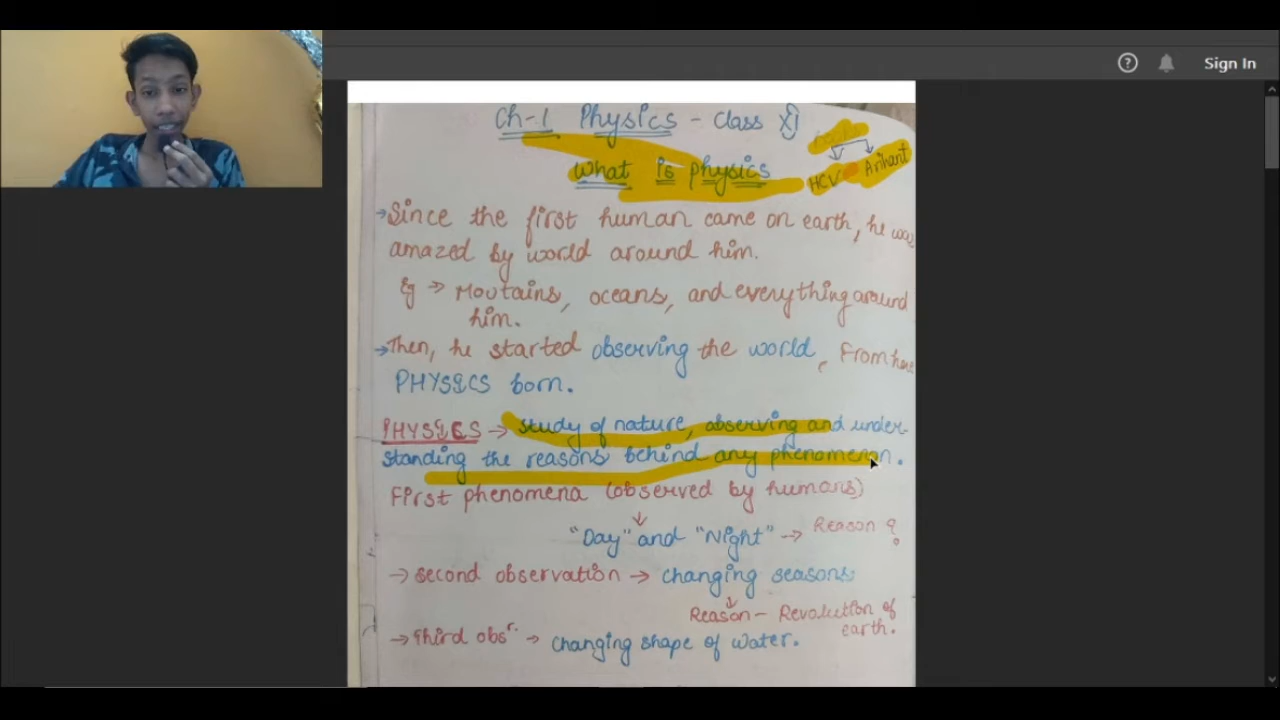 Sign In
Ch-1 Physics - Class XI
What is physics
HCV Arihant
→ Since the first human came on earth, he was
amazed by world around him.
Eg → Moutains, oceans, and everything around
him.
→ Then, he started observing the world, From here
PHYSICS born.
PHYSICS → study of nature, observing and under-
standing the reasons behind any phenomenon.
First phenomena (observed by humans)
↓
"Day" and "Night" → Reason ?
→ second observation → changing seasons
↓
Reason - Revolution of
earth.
→ Third obsr. → changing shape of water.